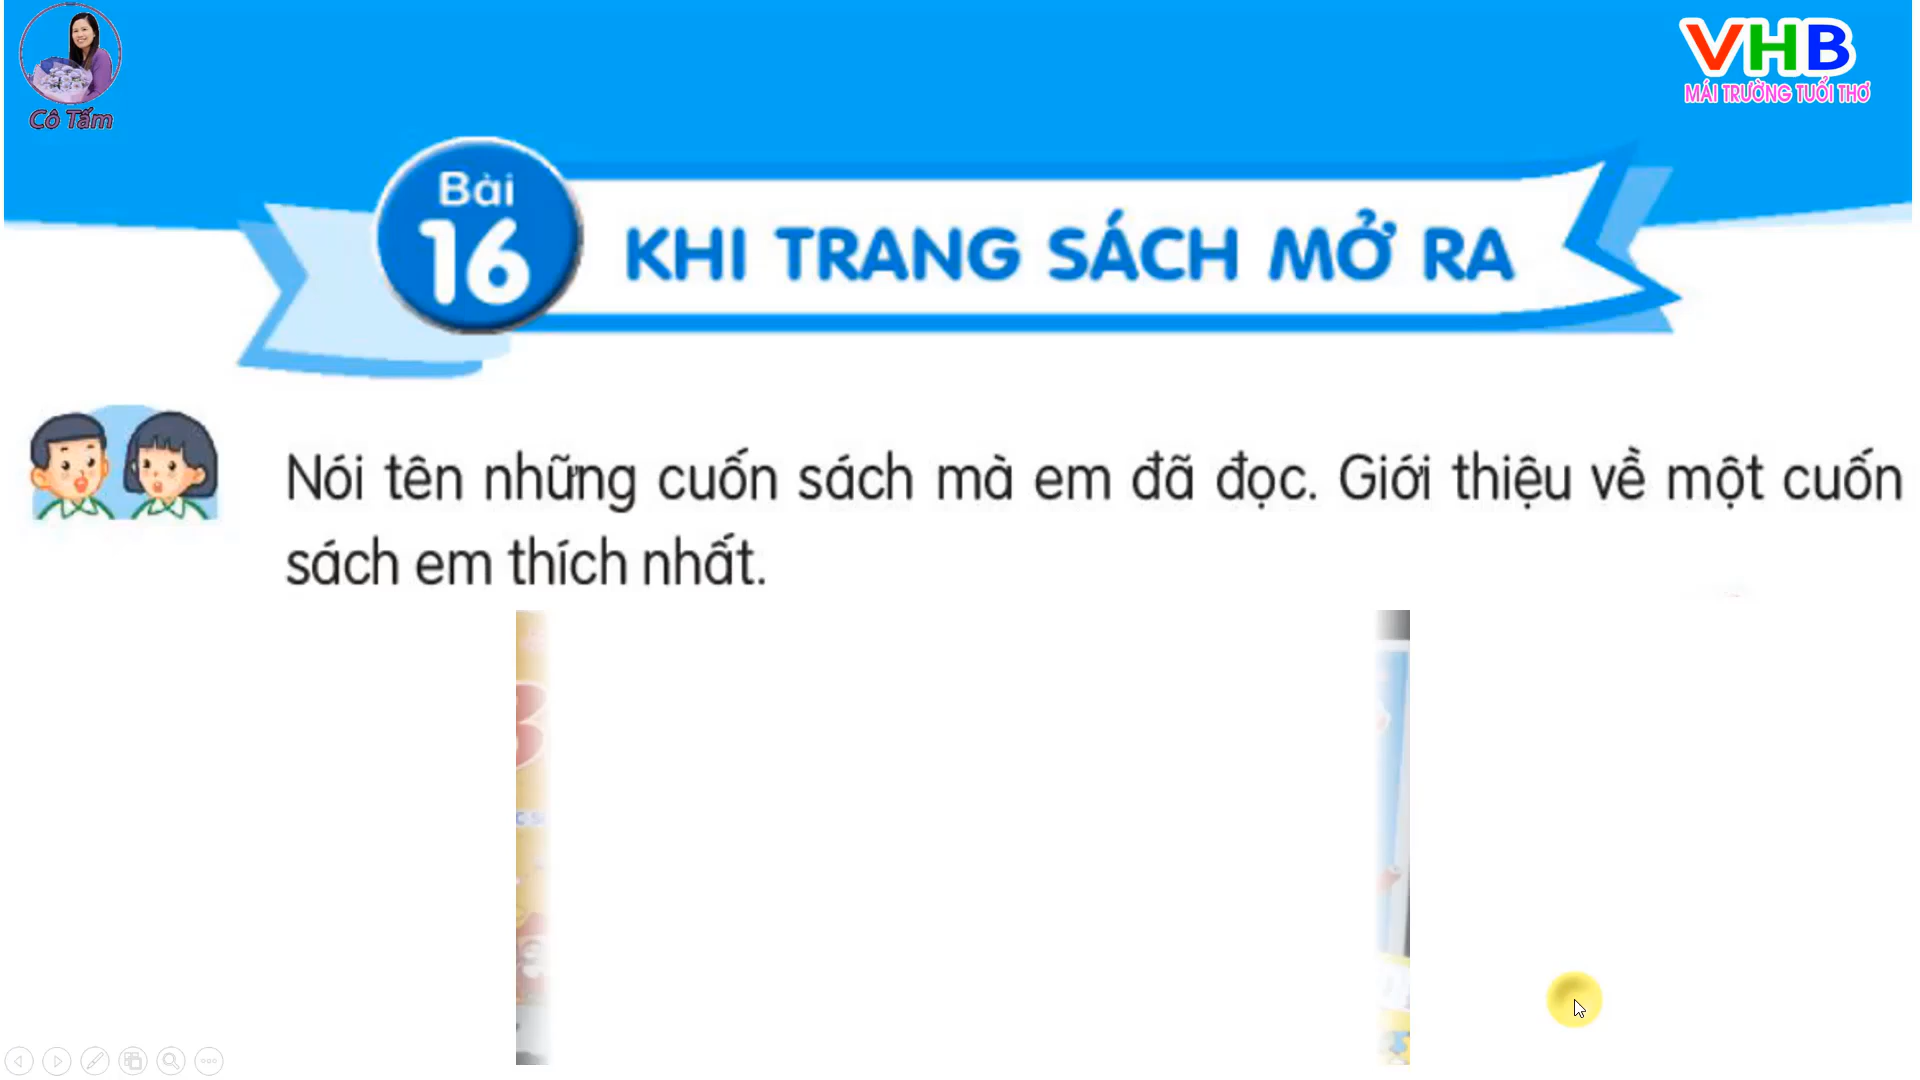 Cô Tấm
VHB
MÁI TRƯỜNG TUỔI THƠ
Bài
16
KHI TRANG SÁCH MỞ RA
Nói tên những cuốn sách mà em đã đọc. Giới thiệu về một cuốn
sách em thích nhất.